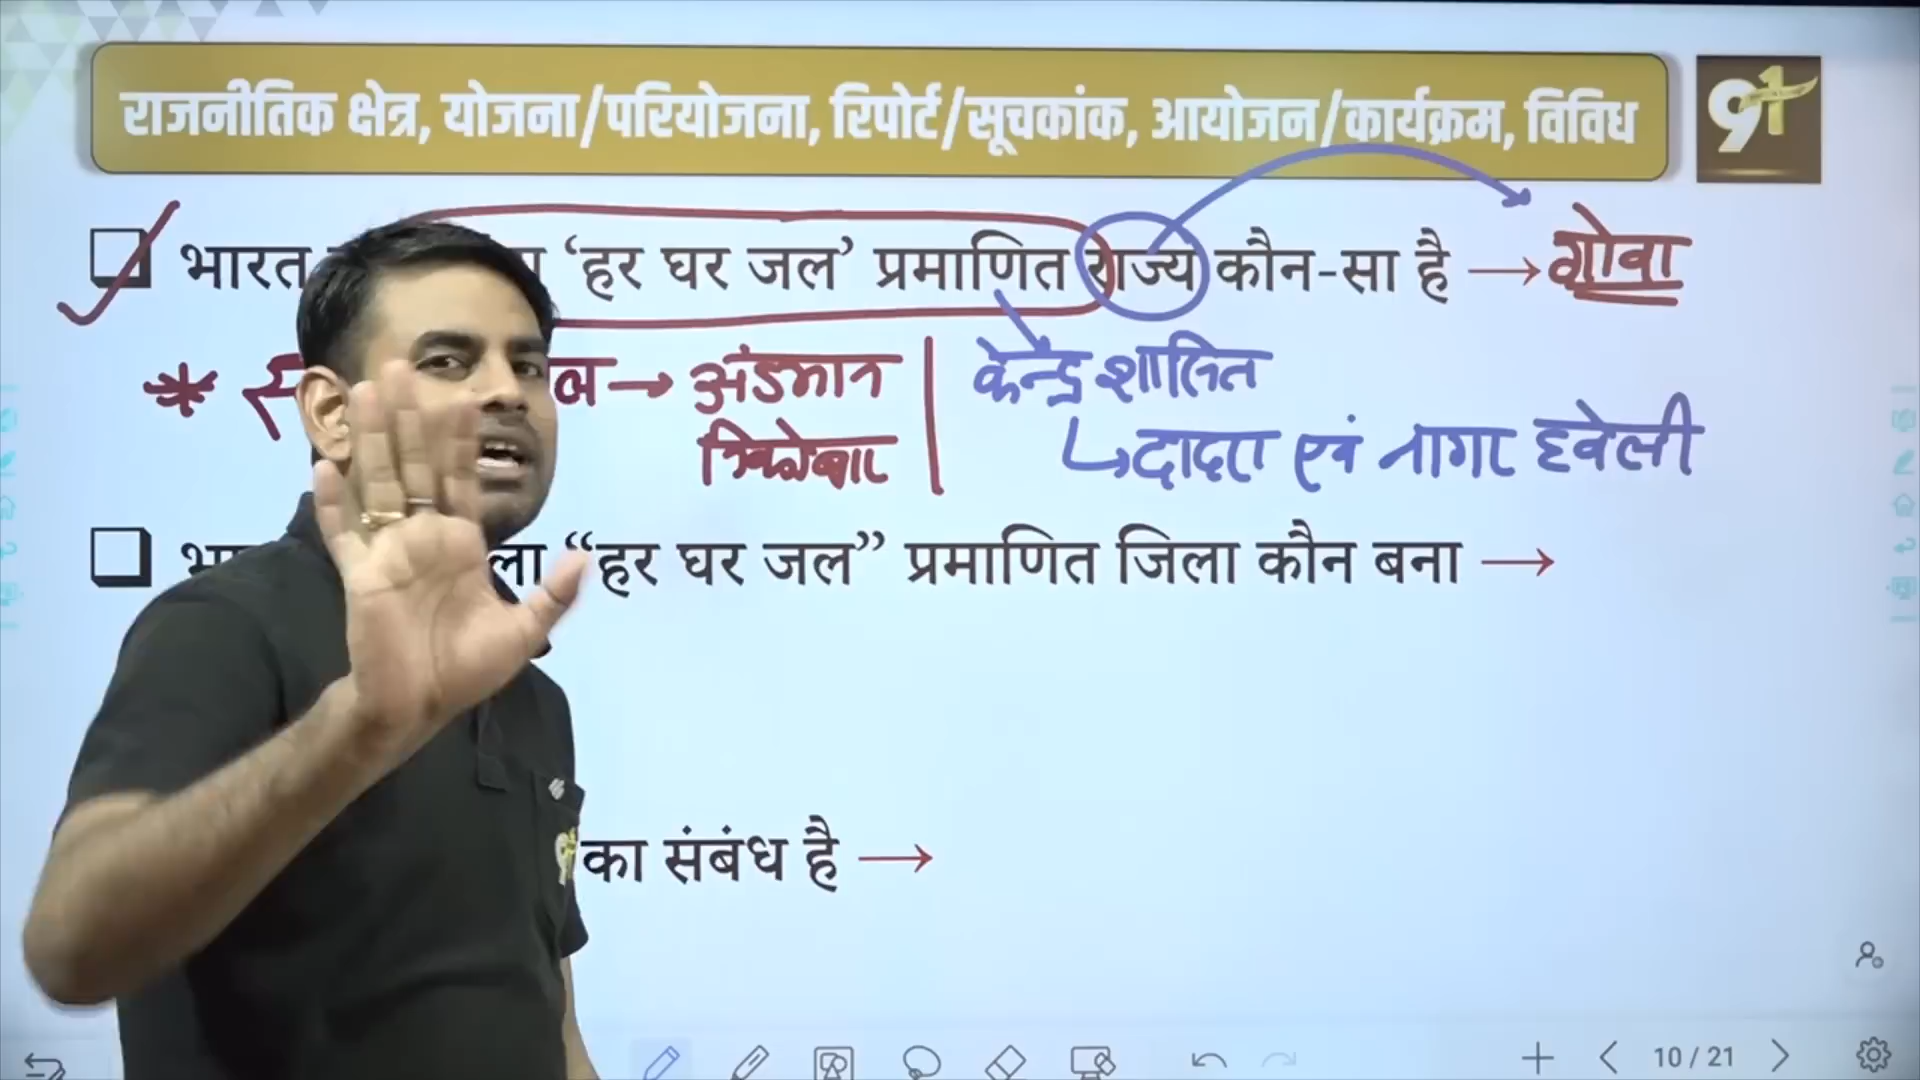 राजनीतिक क्षेत्र, योजना/परियोजना, रिपोर्ट/सूचकांक, आयोजन/कार्यक्रम, विविध
91
भारत ‘हर घर जल’ प्रमाणित राज्य कौन-सा है → गोवा
* → अंडमान केन्द्र शासित
निकोबार ↳ दादरा एवं नागर हवेली
“हर घर जल” प्रमाणित जिला कौन बना →
का संबंध है →
10 / 21